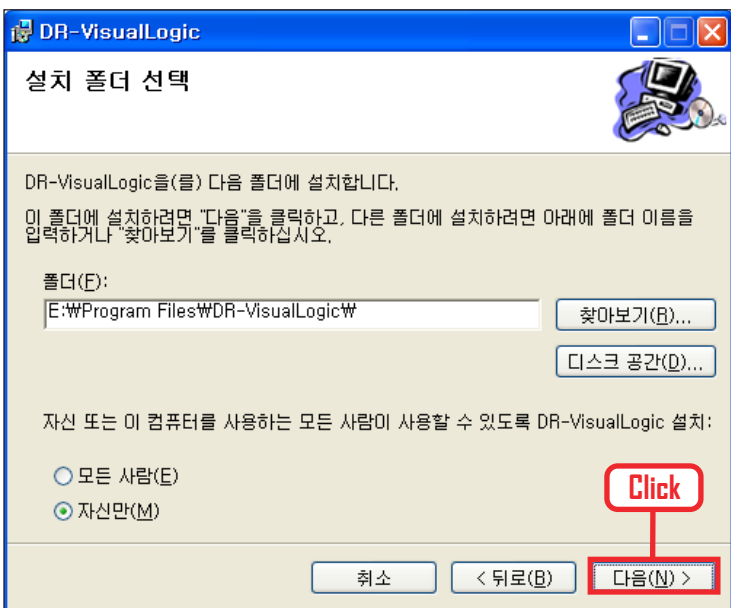 DR-VisualLogic
설치 폴더 선택
DR-VisualLogic을(를) 다음 폴더에 설치합니다.
이 폴더에 설치하려면 "다음"을 클릭하고, 다른 폴더에 설치하려면 아래에 폴더 이름을
입력하거나 "찾아보기"를 클릭하십시오.
폴더(F):
E:₩Program Files₩DR-VisualLogic₩
찾아보기(R)...
디스크 공간(D)...
자신 또는 이 컴퓨터를 사용하는 모든 사람이 사용할 수 있도록 DR-VisualLogic 설치:
모든 사람(E)
자신만(M)
Click
취소
< 뒤로(B)
다음(N) >